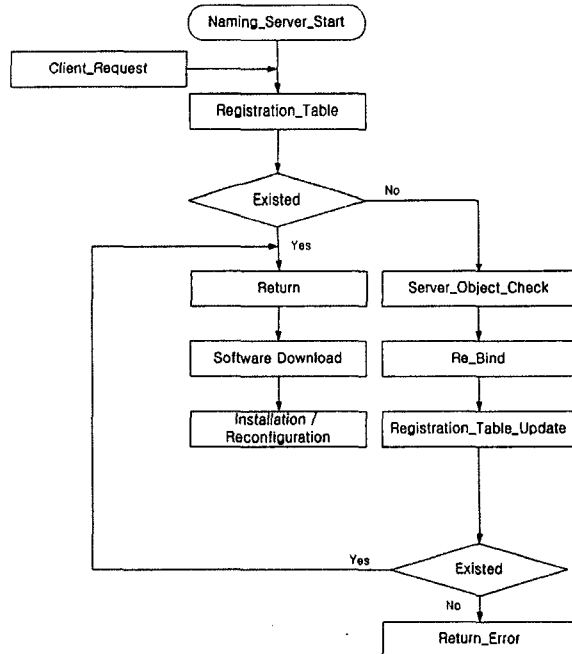 Naming_Server_Start
Client_Request
Registration_Table
Existed
No
Yes
Return
Server_Object_Check
Software Download
Re_Bind
Installation /
Reconfiguration
Registration_Table_Update
Yes
Existed
No
Return_Error